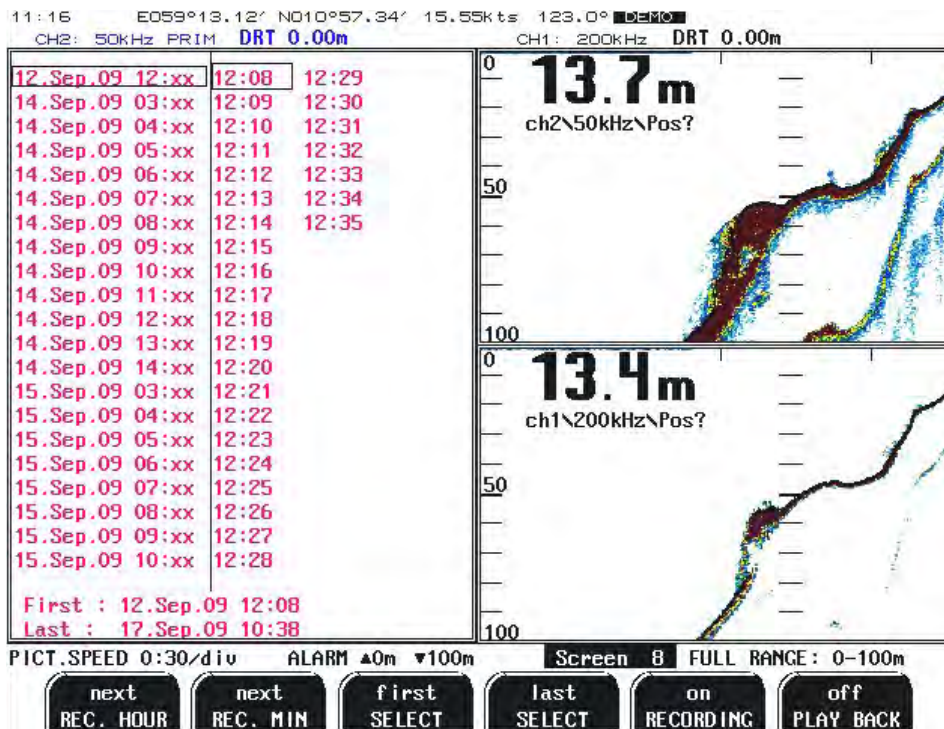 11:16 E059°13.12′ N010°57.34′ 15.55Kts 123.0° DEMO
CH2: 50KHz PRIM DRT 0.00m
CH1: 200KHz DRT 0.00m
12.Sep.09 12:xx 12:08 12:29
14.Sep.09 03:xx 12:09 12:30
14.Sep.09 04:xx 12:10 12:31
14.Sep.09 05:xx 12:11 12:32
14.Sep.09 06:xx 12:12 12:33
14.Sep.09 07:xx 12:13 12:34
14.Sep.09 08:xx 12:14 12:35
14.Sep.09 09:xx 12:15
14.Sep.09 10:xx 12:16
14.Sep.09 11:xx 12:17
14.Sep.09 12:xx 12:18
14.Sep.09 13:xx 12:19
14.Sep.09 14:xx 12:20
15.Sep.09 03:xx 12:21
15.Sep.09 04:xx 12:22
15.Sep.09 05:xx 12:23
15.Sep.09 06:xx 12:24
15.Sep.09 07:xx 12:25
15.Sep.09 08:xx 12:26
15.Sep.09 09:xx 12:27
15.Sep.09 10:xx 12:28
First : 12.Sep.09 12:08
Last : 17.Sep.09 10:38
0
13.7m
ch2\50kHz\Pos?
50
100
0
13.4m
ch1\200kHz\Pos?
50
100
PICT.SPEED 0:30/div ALARM ▲0m ▼100m Screen 8 FULL RANGE: 0-100m
next REC. HOUR
next REC. MIN
first SELECT
last SELECT
on RECORDING
off PLAY BACK